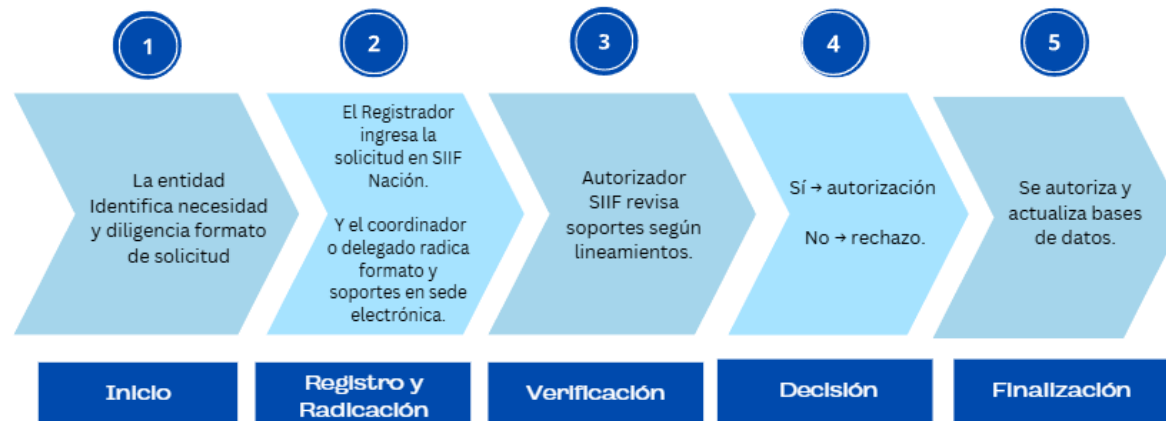 1
2
3
4
5
La entidad
Identifica necesidad
y diligencia formato
de solicitud
El Registrador
ingresa la
solicitud en SIIF
Nación.
Y el coordinador
o delegado radica
formato y
soportes en sede
electrónica.
Autorizador
SIIF revisa
soportes según
lineamientos.
Sí → autorización
No → rechazo.
Se autoriza y
actualiza bases
de datos.
Inicio
Registro y
Radicación
Verificación
Decisión
Finalización